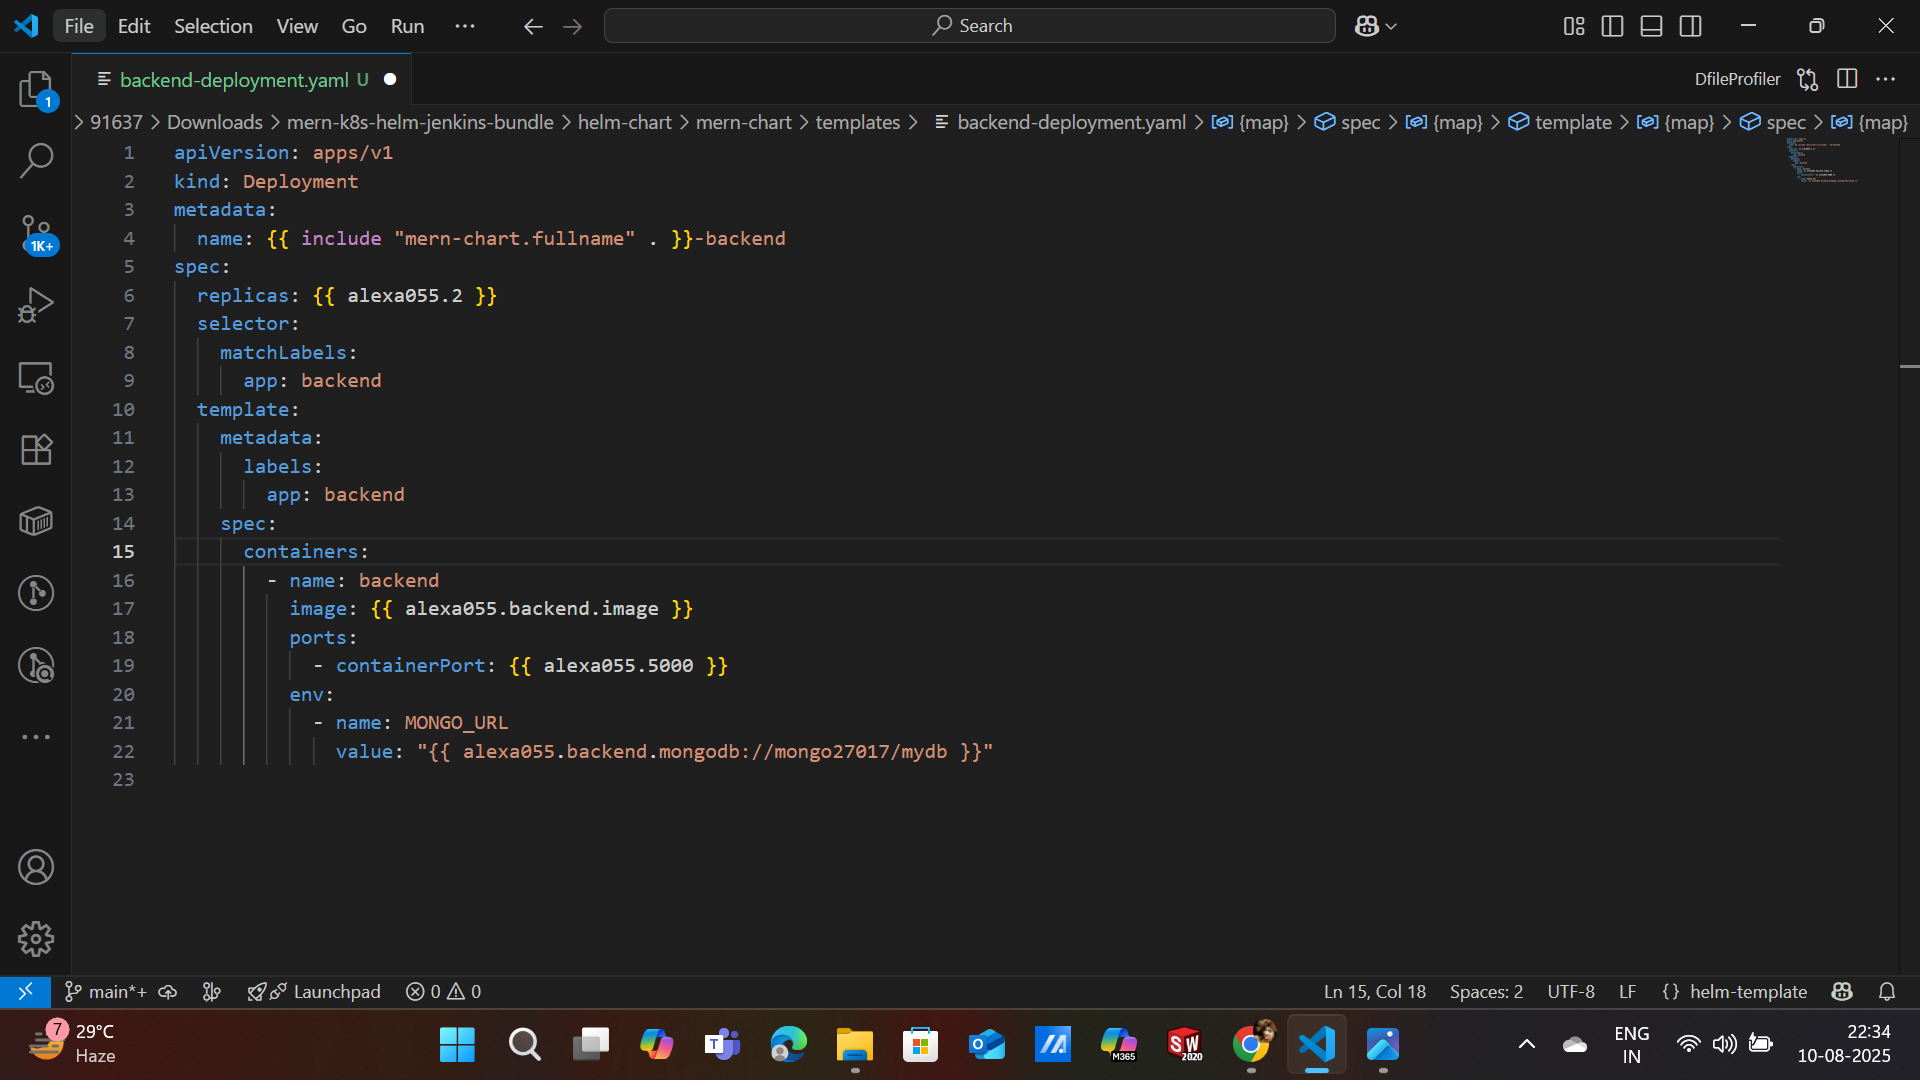 File Edit Selection View Go Run ··· Search
backend-deployment.yaml U
DfileProfiler
1
> 91637 > Downloads > mern-k8s-helm-jenkins-bundle > helm-chart > mern-chart > templates > backend-deployment.yaml > {map} > spec > {map} > template > {map} > spec > {map}
1 apiVersion: apps/v1
2 kind: Deployment
3 metadata:
4 name: {{ include "mern-chart.fullname" . }}-backend
1K+
5 spec:
6 replicas: {{ alexa055.2 }}
7 selector:
8 matchLabels:
9 app: backend
10 template:
11 metadata:
12 labels:
13 app: backend
14 spec:
15 containers:
16 - name: backend
17 image: {{ alexa055.backend.image }}
18 ports:
19 - containerPort: {{ alexa055.5000 }}
20 env:
21 - name: MONGO_URL
22 value: "{{ alexa055.backend.mongodb://mongo27017/mydb }}"
23
main*+ Launchpad 0 0 Ln 15, Col 18 Spaces: 2 UTF-8 LF {} helm-template
7
29°C
Haze
M365
SW
2020
ENG
IN
22:34
10-08-2025